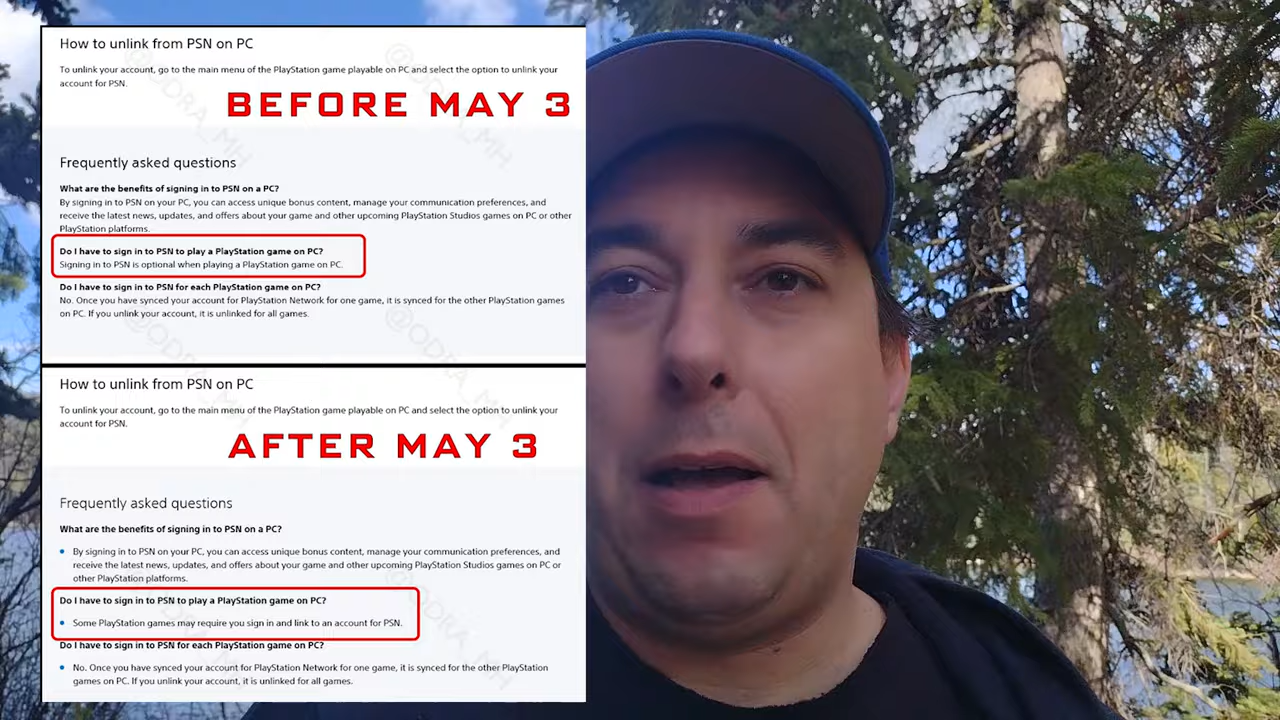 How to unlink from PSN on PC
To unlink your account, go to the main menu of the PlayStation game playable on PC and select the option to unlink your
account for PSN.
BEFORE MAY 3
Frequently asked questions
What are the benefits of signing in to PSN on a PC?
By signing in to PSN on your PC, you can access unique bonus content, manage your communication preferences, and
receive the latest news, updates, and offers about your game and other upcoming PlayStation Studios games on PC or other
PlayStation platforms.
Do I have to sign in to PSN to play a PlayStation game on PC?
Signing in to PSN is optional when playing a PlayStation game on PC.
Do I have to sign in to PSN for each PlayStation game on PC?
No. Once you have synced your account for PlayStation Network for one game, it is synced for the other PlayStation games
on PC. If you unlink your account, it is unlinked for all games.
How to unlink from PSN on PC
To unlink your account, go to the main menu of the PlayStation game playable on PC and select the option to unlink your
account for PSN.
AFTER MAY 3
Frequently asked questions
What are the benefits of signing in to PSN on a PC?
• By signing in to PSN on your PC, you can access unique bonus content, manage your communication preferences, and
receive the latest news, updates, and offers about your game and other upcoming PlayStation Studios games on PC or
other PlayStation platforms.
Do I have to sign in to PSN to play a PlayStation game on PC?
• Some PlayStation games may require you sign in and link to an account for PSN.
Do I have to sign in to PSN for each PlayStation game on PC?
• No. Once you have synced your account for PlayStation Network for one game, it is synced for the other PlayStation
games on PC. If you unlink your account, it is unlinked for all games.